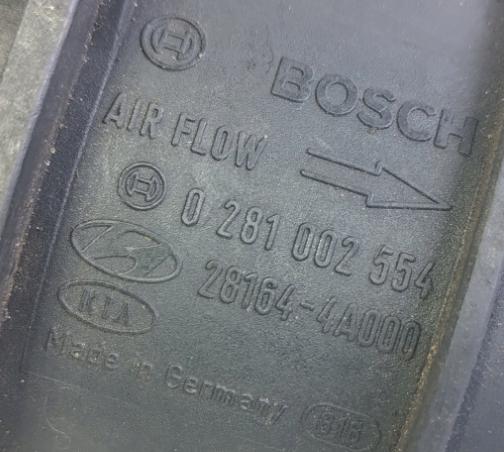 BOSCH
AIR FLOW
0 281 002 554
28164-4A000
KIA
Made in Germany